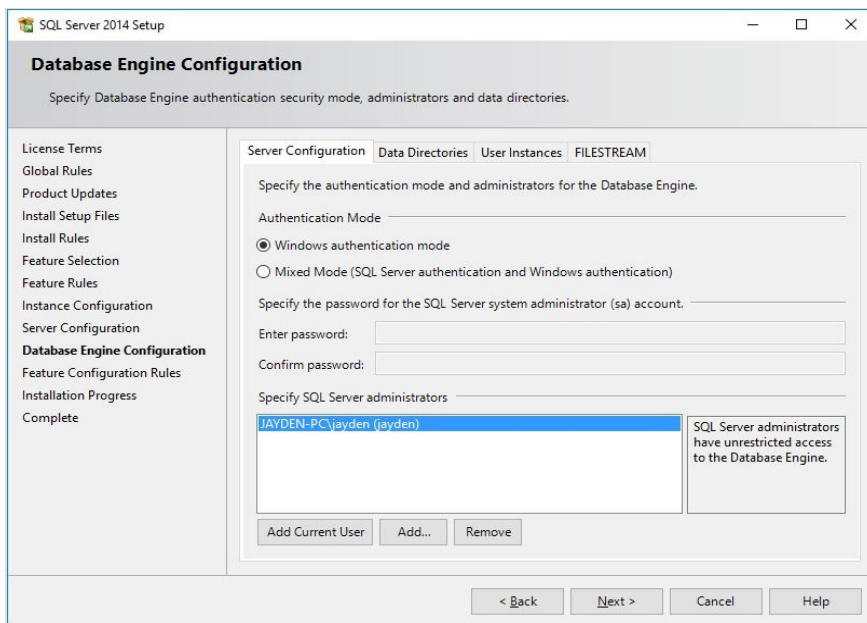 SQL Server 2014 Setup
Database Engine Configuration
Specify Database Engine authentication security mode, administrators and data directories.
License Terms
Global Rules
Product Updates
Install Setup Files
Install Rules
Feature Selection
Feature Rules
Instance Configuration
Server Configuration
Database Engine Configuration
Feature Configuration Rules
Installation Progress
Complete
Server Configuration Data Directories User Instances FILESTREAM
Specify the authentication mode and administrators for the Database Engine.
Authentication Mode
Windows authentication mode
Mixed Mode (SQL Server authentication and Windows authentication)
Specify the password for the SQL Server system administrator (sa) account.
Enter password:
Confirm password:
Specify SQL Server administrators
JAYDEN-PC\jayden (jayden)
SQL Server administrators
have unrestricted access
to the Database Engine.
Add Current User Add... Remove
< Back Next > Cancel Help